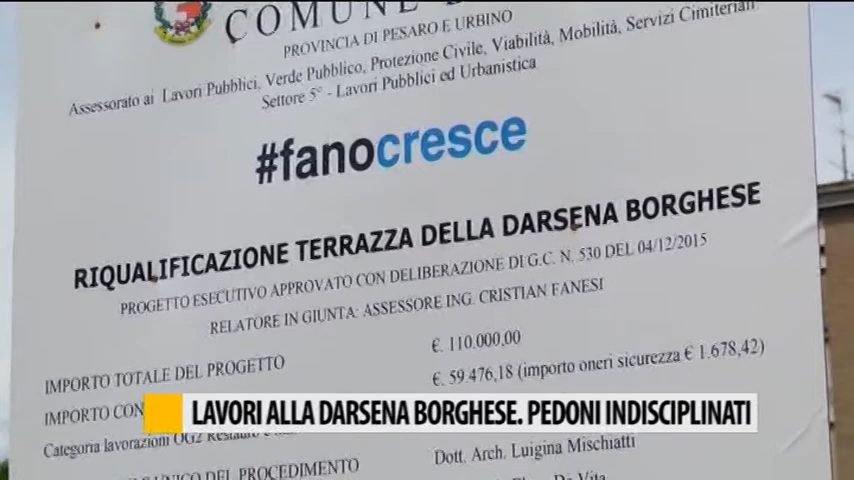 COMUNE
PROVINCIA DI PESARO E URBINO
Assessorato ai Lavori Pubblici, Verde Pubblico, Protezione Civile, Viabilità, Mobilità, Servizi Cimiteriali
Settore 5° - Lavori Pubblici ed Urbanistica
#fanocresce
RIQUALIFICAZIONE TERRAZZA DELLA DARSENA BORGHESE
PROGETTO ESECUTIVO APPROVATO CON DELIBERAZIONE DI G.C. N. 530 DEL 04/12/2015
RELATORE IN GIUNTA: ASSESSORE ING. CRISTIAN FANESI
IMPORTO TOTALE DEL PROGETTO €. 110.000,00
IMPORTO €. 59.476,18 (importo oneri sicurezza € 1.678,42)
LAVORI ALLA DARSENA BORGHESE. PEDONI INDISCIPLINATI
Categoria lavorazioni OG2
DEL PROCEDIMENTO Dott. Arch. Luigina Mischiatti
De Vita